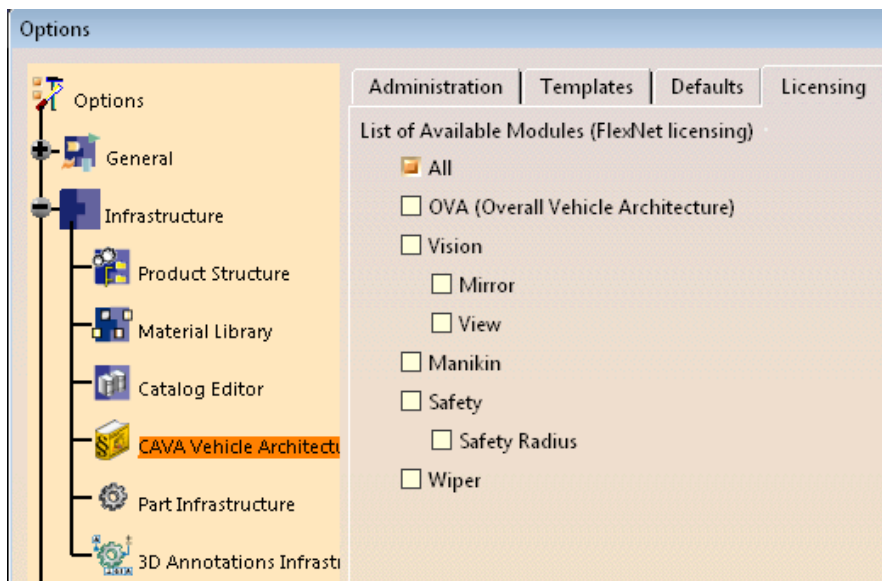 Options
Options
General
Infrastructure
Product Structure
Material Library
Catalog Editor
CAVA Vehicle Architectu
Part Infrastructure
3D Annotations Infrastr
Administration Templates Defaults Licensing
List of Available Modules (FlexNet licensing)
All
OVA (Overall Vehicle Architecture)
Vision
Mirror
View
Manikin
Safety
Safety Radius
Wiper